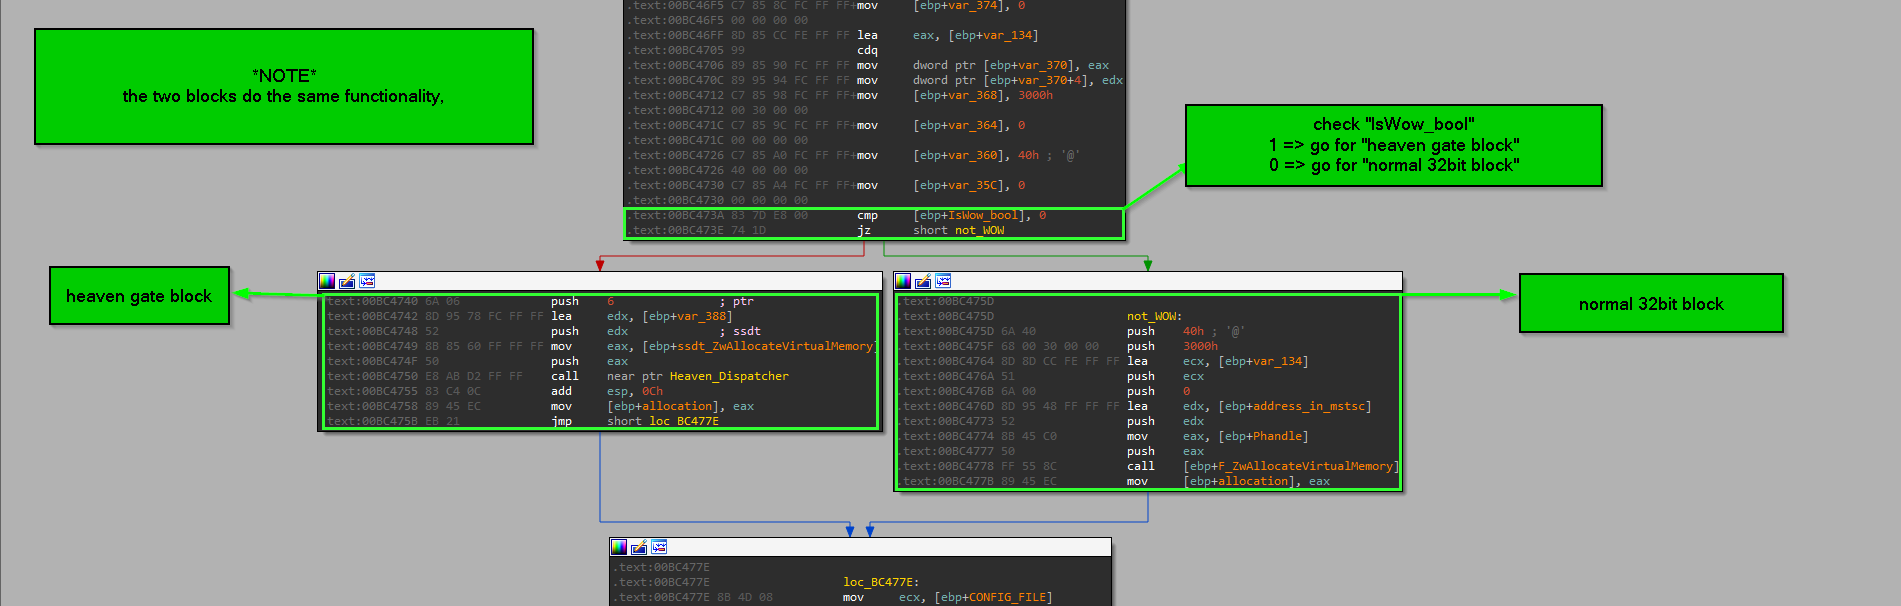 *NOTE*
the two blocks do the same functionality,
.text:00BC46F5 C7 85 8C FC FF FF+mov [ebp+var_374], 0
.text:00BC46F5 00 00 00 00
.text:00BC46FF 8D 85 CC FE FF FF lea eax, [ebp+var_134]
.text:00BC4705 99 cdq
.text:00BC4706 89 85 90 FC FF FF mov dword ptr [ebp+var_370], eax
.text:00BC470C 89 95 94 FC FF FF mov dword ptr [ebp+var_370+4], edx
.text:00BC4712 C7 85 98 FC FF FF+mov [ebp+var_368], 3000h
.text:00BC4712 00 30 00 00
.text:00BC471C C7 85 9C FC FF FF+mov [ebp+var_364], 0
.text:00BC471C 00 00 00 00
.text:00BC4726 C7 85 A0 FC FF FF+mov [ebp+var_360], 40h ; '@'
.text:00BC4726 40 00 00 00
.text:00BC4730 C7 85 A4 FC FF FF+mov [ebp+var_35C], 0
.text:00BC4730 00 00 00 00
.text:00BC473A 83 7D E8 00 cmp [ebp+IsWow_bool], 0
.text:00BC473E 74 1D jz short not_WOW
check "IsWow_bool"
1 => go for "heaven gate block"
0 => go for "normal 32bit block"
heaven gate block
text:00BC4740 6A 06 push 6 ; ptr
text:00BC4742 8D 95 78 FC FF FF lea edx, [ebp+var_388]
text:00BC4748 52 push edx ; ssdt
text:00BC4749 8B 85 60 FF FF FF mov eax, [ebp+ssdt_ZwAllocateVirtualMemory]
text:00BC474F 50 push eax
text:00BC4750 E8 AB D2 FF FF call near ptr Heaven_Dispatcher
text:00BC4755 83 C4 0C add esp, 0Ch
text:00BC4758 89 45 EC mov [ebp+allocation], eax
text:00BC475B EB 21 jmp short loc_BC477E
.text:00BC475D
.text:00BC475D not_WOW:
.text:00BC475D 6A 40 push 40h ; '@'
.text:00BC475F 68 00 30 00 00 push 3000h
.text:00BC4764 8D 8D CC FE FF FF lea ecx, [ebp+var_134]
.text:00BC476A 51 push ecx
.text:00BC476B 6A 00 push 0
.text:00BC476D 8D 95 48 FF FF FF lea edx, [ebp+address_in_mstsc]
.text:00BC4773 52 push edx
.text:00BC4774 8B 45 C0 mov eax, [ebp+Phandle]
.text:00BC4777 50 push eax
.text:00BC4778 FF 55 8C call [ebp+F_ZwAllocateVirtualMemory]
.text:00BC477B 89 45 EC mov [ebp+allocation], eax
normal 32bit block
.text:00BC477E
.text:00BC477E loc_BC477E:
.text:00BC477E 8B 4D 08 mov ecx, [ebp+CONFIG_FILE]